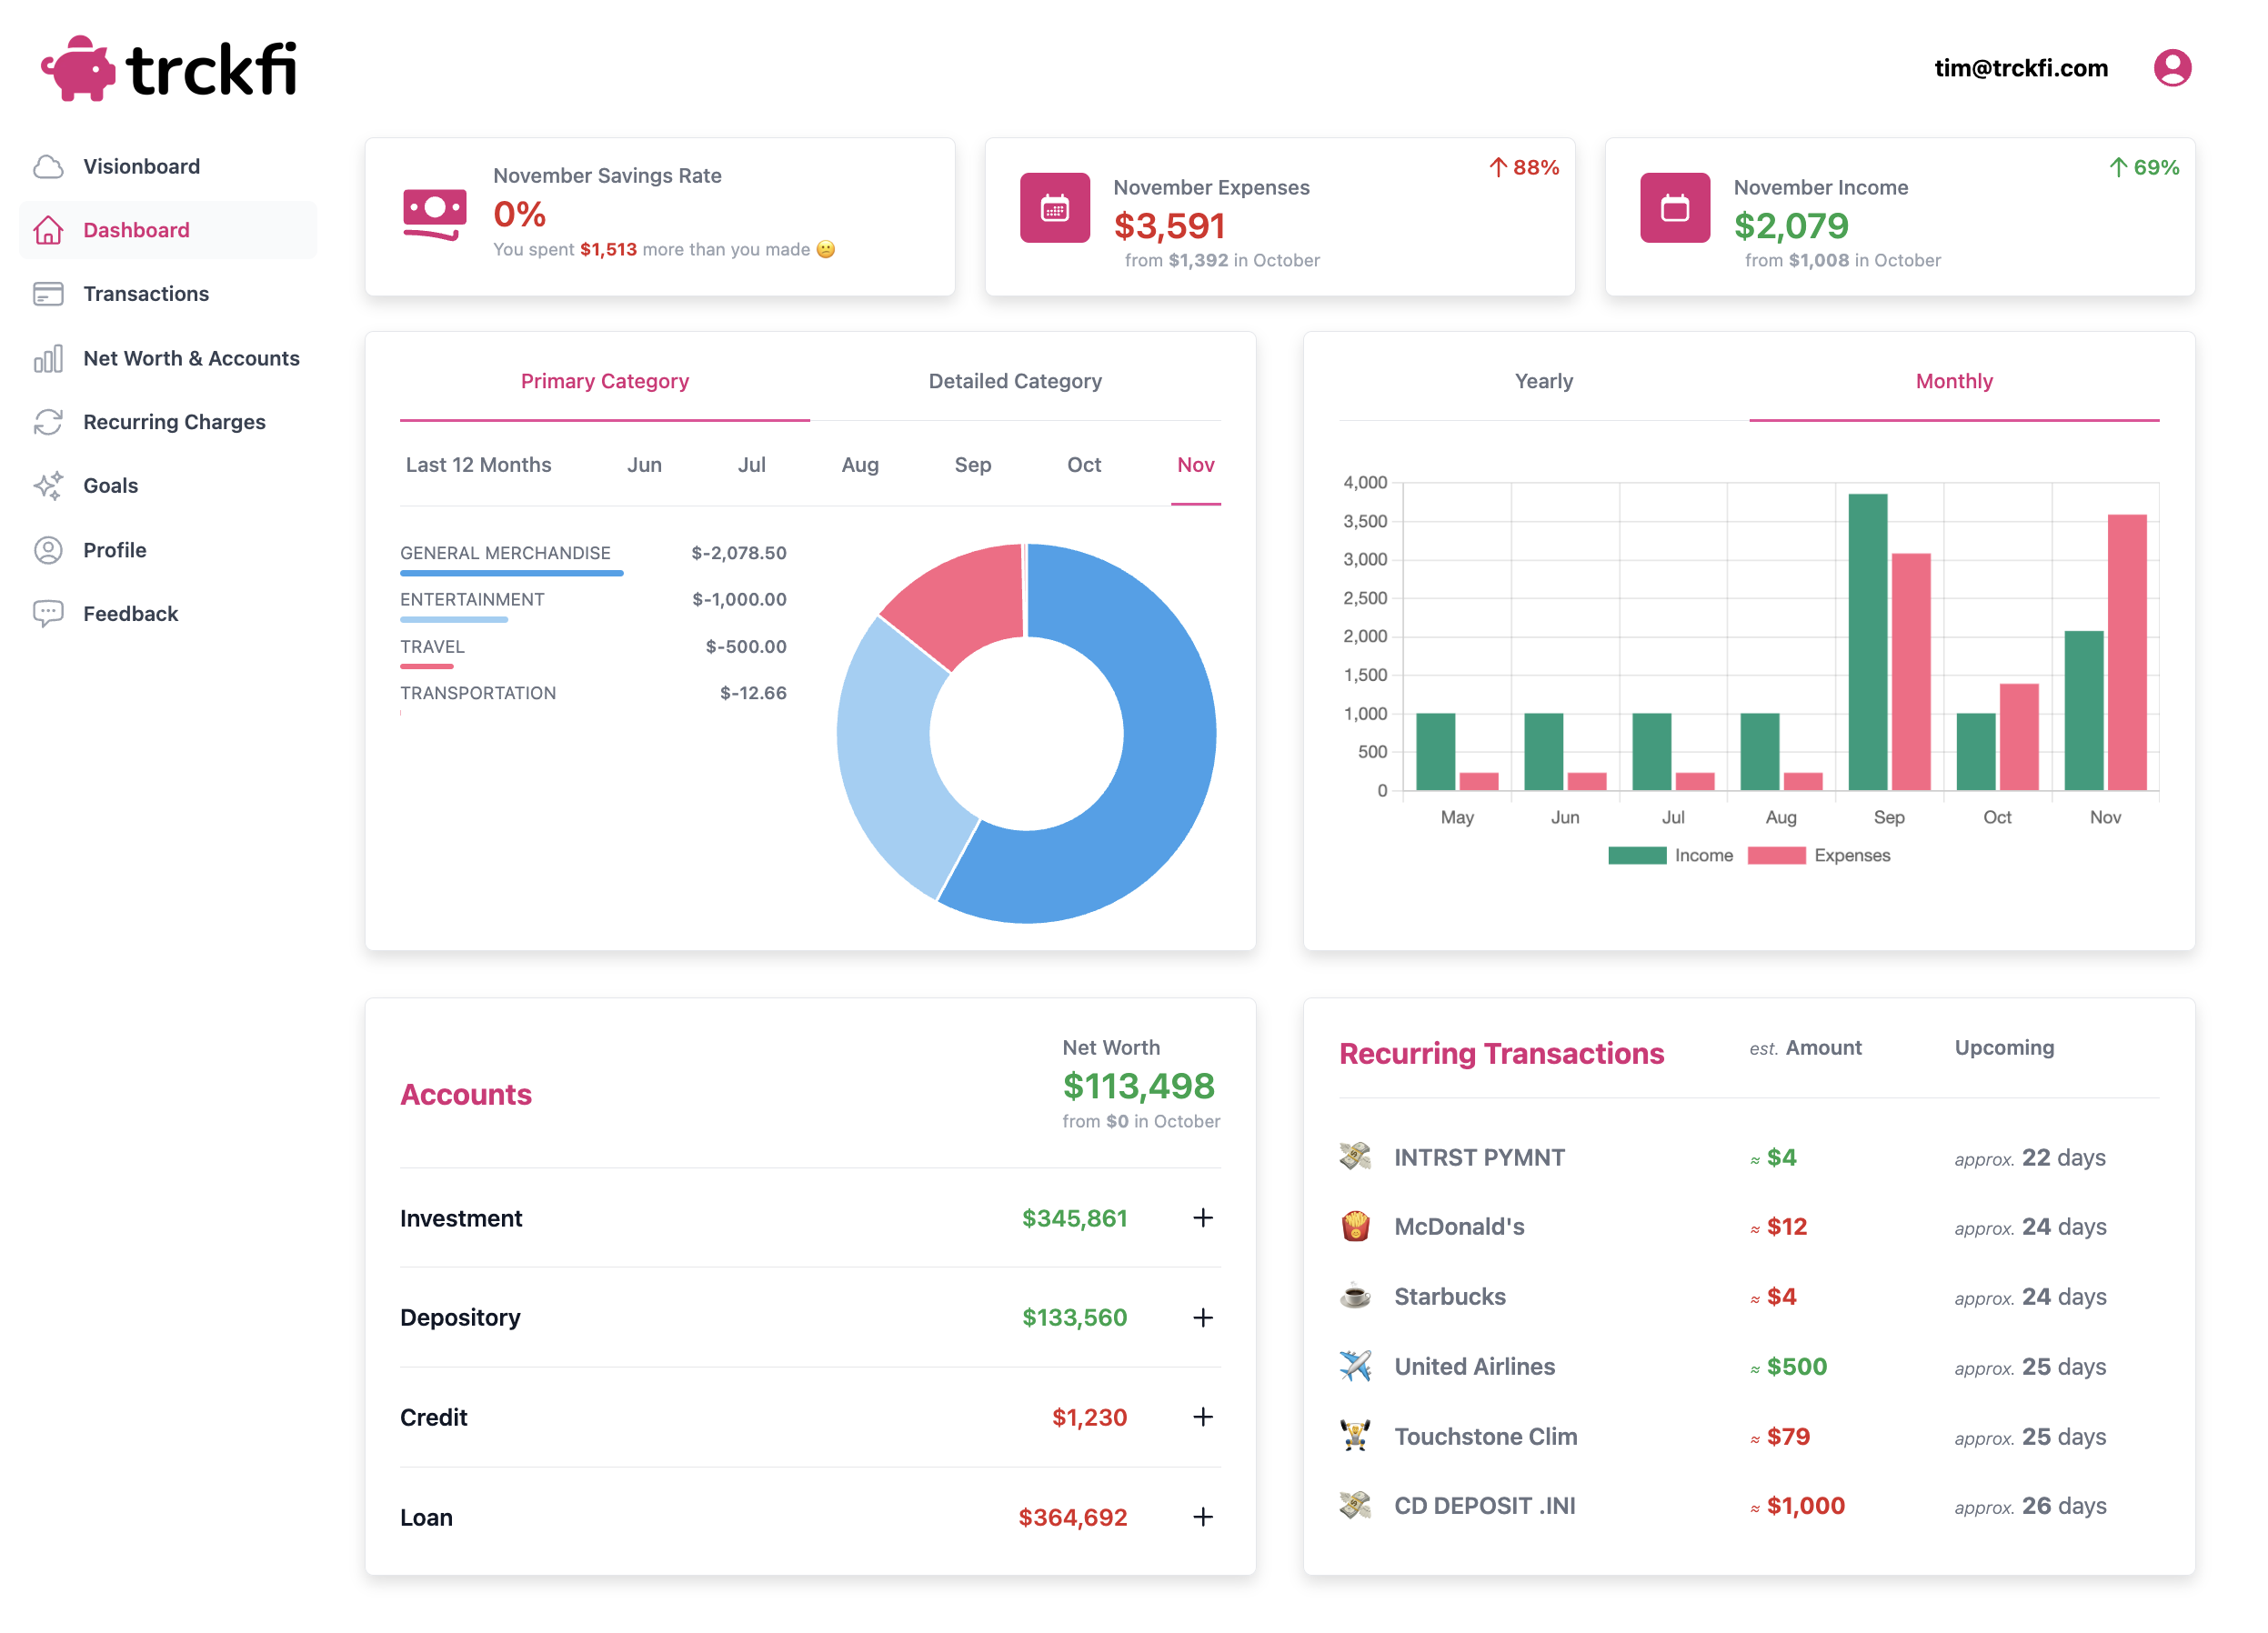 trckfi
tim@trckfi.com
Visionboard
Dashboard
Transactions
Net Worth & Accounts
Recurring Charges
Goals
Profile
Feedback
November Savings Rate
0%
You spent $1,513 more than you made
88%
November Expenses
$3,591
from $1,392 in October
69%
November Income
$2,079
from $1,008 in October
Primary Category Detailed Category
Last 12 Months Jun Jul Aug Sep Oct Nov
GENERAL MERCHANDISE $-2,078.50
ENTERTAINMENT $-1,000.00
TRAVEL $-500.00
TRANSPORTATION $-12.66
Yearly Monthly
4,000
3,500
3,000
2,500
2,000
1,500
1,000
500
0
May Jun Jul Aug Sep Oct Nov
Income Expenses
Accounts
Net Worth
$113,498
from $0 in October
Investment $345,861
Depository $133,560
Credit $1,230
Loan $364,692
Recurring Transactions est. Amount Upcoming
INTRST PYMNT ≈ $4 approx. 22 days
McDonald's ≈ $12 approx. 24 days
Starbucks ≈ $4 approx. 24 days
United Airlines ≈ $500 approx. 25 days
Touchstone Clim ≈ $79 approx. 25 days
CD DEPOSIT .INI ≈ $1,000 approx. 26 days